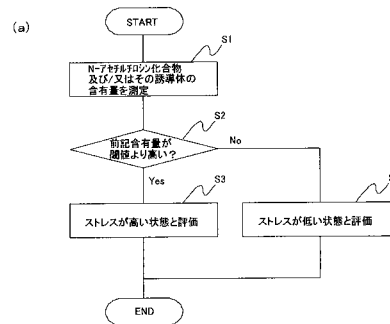 (a)
START
S1
N-アセチルチロシン化合物
及び/又はその誘導体の
含有量を測定
S2
前記含有量が
閾値より高い?
No
Yes
S3
ストレスが高い状態と評価
S
ストレスが低い状態と評価
END